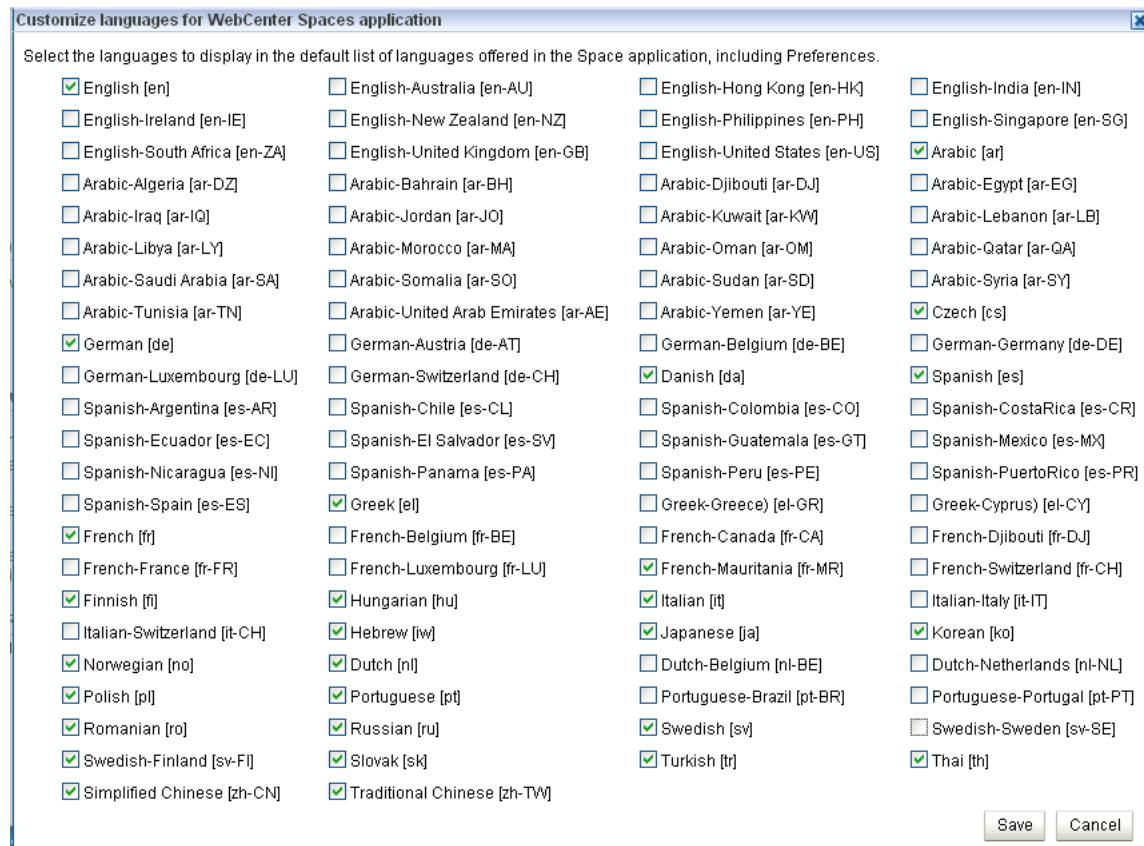 Customize languages for WebCenter Spaces application
Select the languages to display in the default list of languages offered in the Space application, including Preferences.
English [en] English-Australia [en-AU] English-Hong Kong [en-HK] English-India [en-IN]
English-Ireland [en-IE] English-New Zealand [en-NZ] English-Philippines [en-PH] English-Singapore [en-SG]
English-South Africa [en-ZA] English-United Kingdom [en-GB] English-United States [en-US] Arabic [ar]
Arabic-Algeria [ar-DZ] Arabic-Bahrain [ar-BH] Arabic-Djibouti [ar-DJ] Arabic-Egypt [ar-EG]
Arabic-Iraq [ar-IQ] Arabic-Jordan [ar-JO] Arabic-Kuwait [ar-KW] Arabic-Lebanon [ar-LB]
Arabic-Libya [ar-LY] Arabic-Morocco [ar-MA] Arabic-Oman [ar-OM] Arabic-Qatar [ar-QA]
Arabic-Saudi Arabia [ar-SA] Arabic-Somalia [ar-SO] Arabic-Sudan [ar-SD] Arabic-Syria [ar-SY]
Arabic-Tunisia [ar-TN] Arabic-United Arab Emirates [ar-AE] Arabic-Yemen [ar-YE] Czech [cs]
German [de] German-Austria [de-AT] German-Belgium [de-BE] German-Germany [de-DE]
German-Luxembourg [de-LU] German-Switzerland [de-CH] Danish [da] Spanish [es]
Spanish-Argentina [es-AR] Spanish-Chile [es-CL] Spanish-Colombia [es-CO] Spanish-CostaRica [es-CR]
Spanish-Ecuador [es-EC] Spanish-El Salvador [es-SV] Spanish-Guatemala [es-GT] Spanish-Mexico [es-MX]
Spanish-Nicaragua [es-NI] Spanish-Panama [es-PA] Spanish-Peru [es-PE] Spanish-PuertoRico [es-PR]
Spanish-Spain [es-ES] Greek [el] Greek-Greece) [el-GR] Greek-Cyprus) [el-CY]
French [fr] French-Belgium [fr-BE] French-Canada [fr-CA] French-Djibouti [fr-DJ]
French-France [fr-FR] French-Luxembourg [fr-LU] French-Mauritania [fr-MR] French-Switzerland [fr-CH]
Finnish [fi] Hungarian [hu] Italian [it] Italian-Italy [it-IT]
Italian-Switzerland [it-CH] Hebrew [iw] Japanese [ja] Korean [ko]
Norwegian [no] Dutch [nl] Dutch-Belgium [nl-BE] Dutch-Netherlands [nl-NL]
Polish [pl] Portuguese [pt] Portuguese-Brazil [pt-BR] Portuguese-Portugal [pt-PT]
Romanian [ro] Russian [ru] Swedish [sv] Swedish-Sweden [sv-SE]
Swedish-Finland [sv-FI] Slovak [sk] Turkish [tr] Thai [th]
Simplified Chinese [zh-CN] Traditional Chinese [zh-TW]
Save Cancel